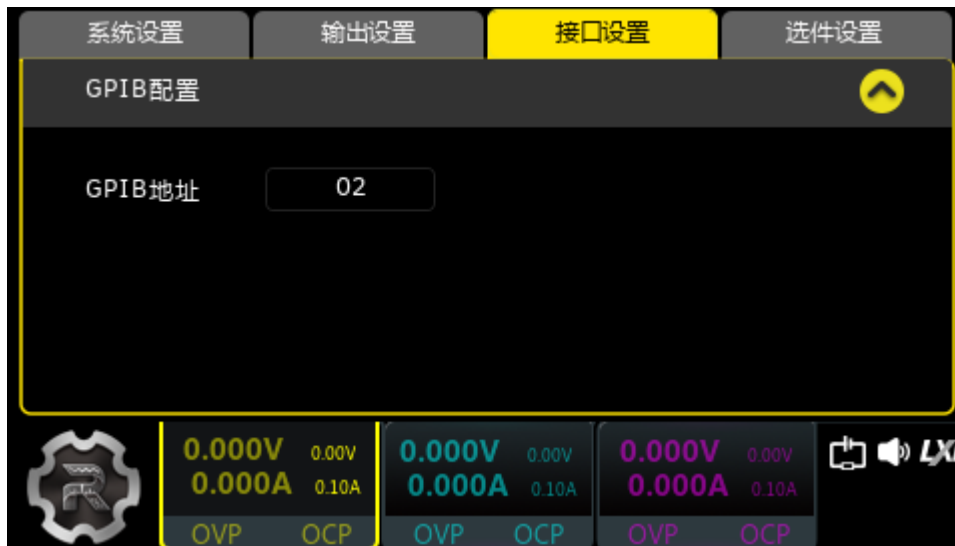 系统设置 输出设置 接口设置 选件设置
GPIB配置
GPIB地址 02
0.000V 0.00V 0.000V 0.00V 0.000V 0.00V
0.000A 0.10A 0.000A 0.10A 0.000A 0.10A
OVP OCP OVP OCP OVP OCP